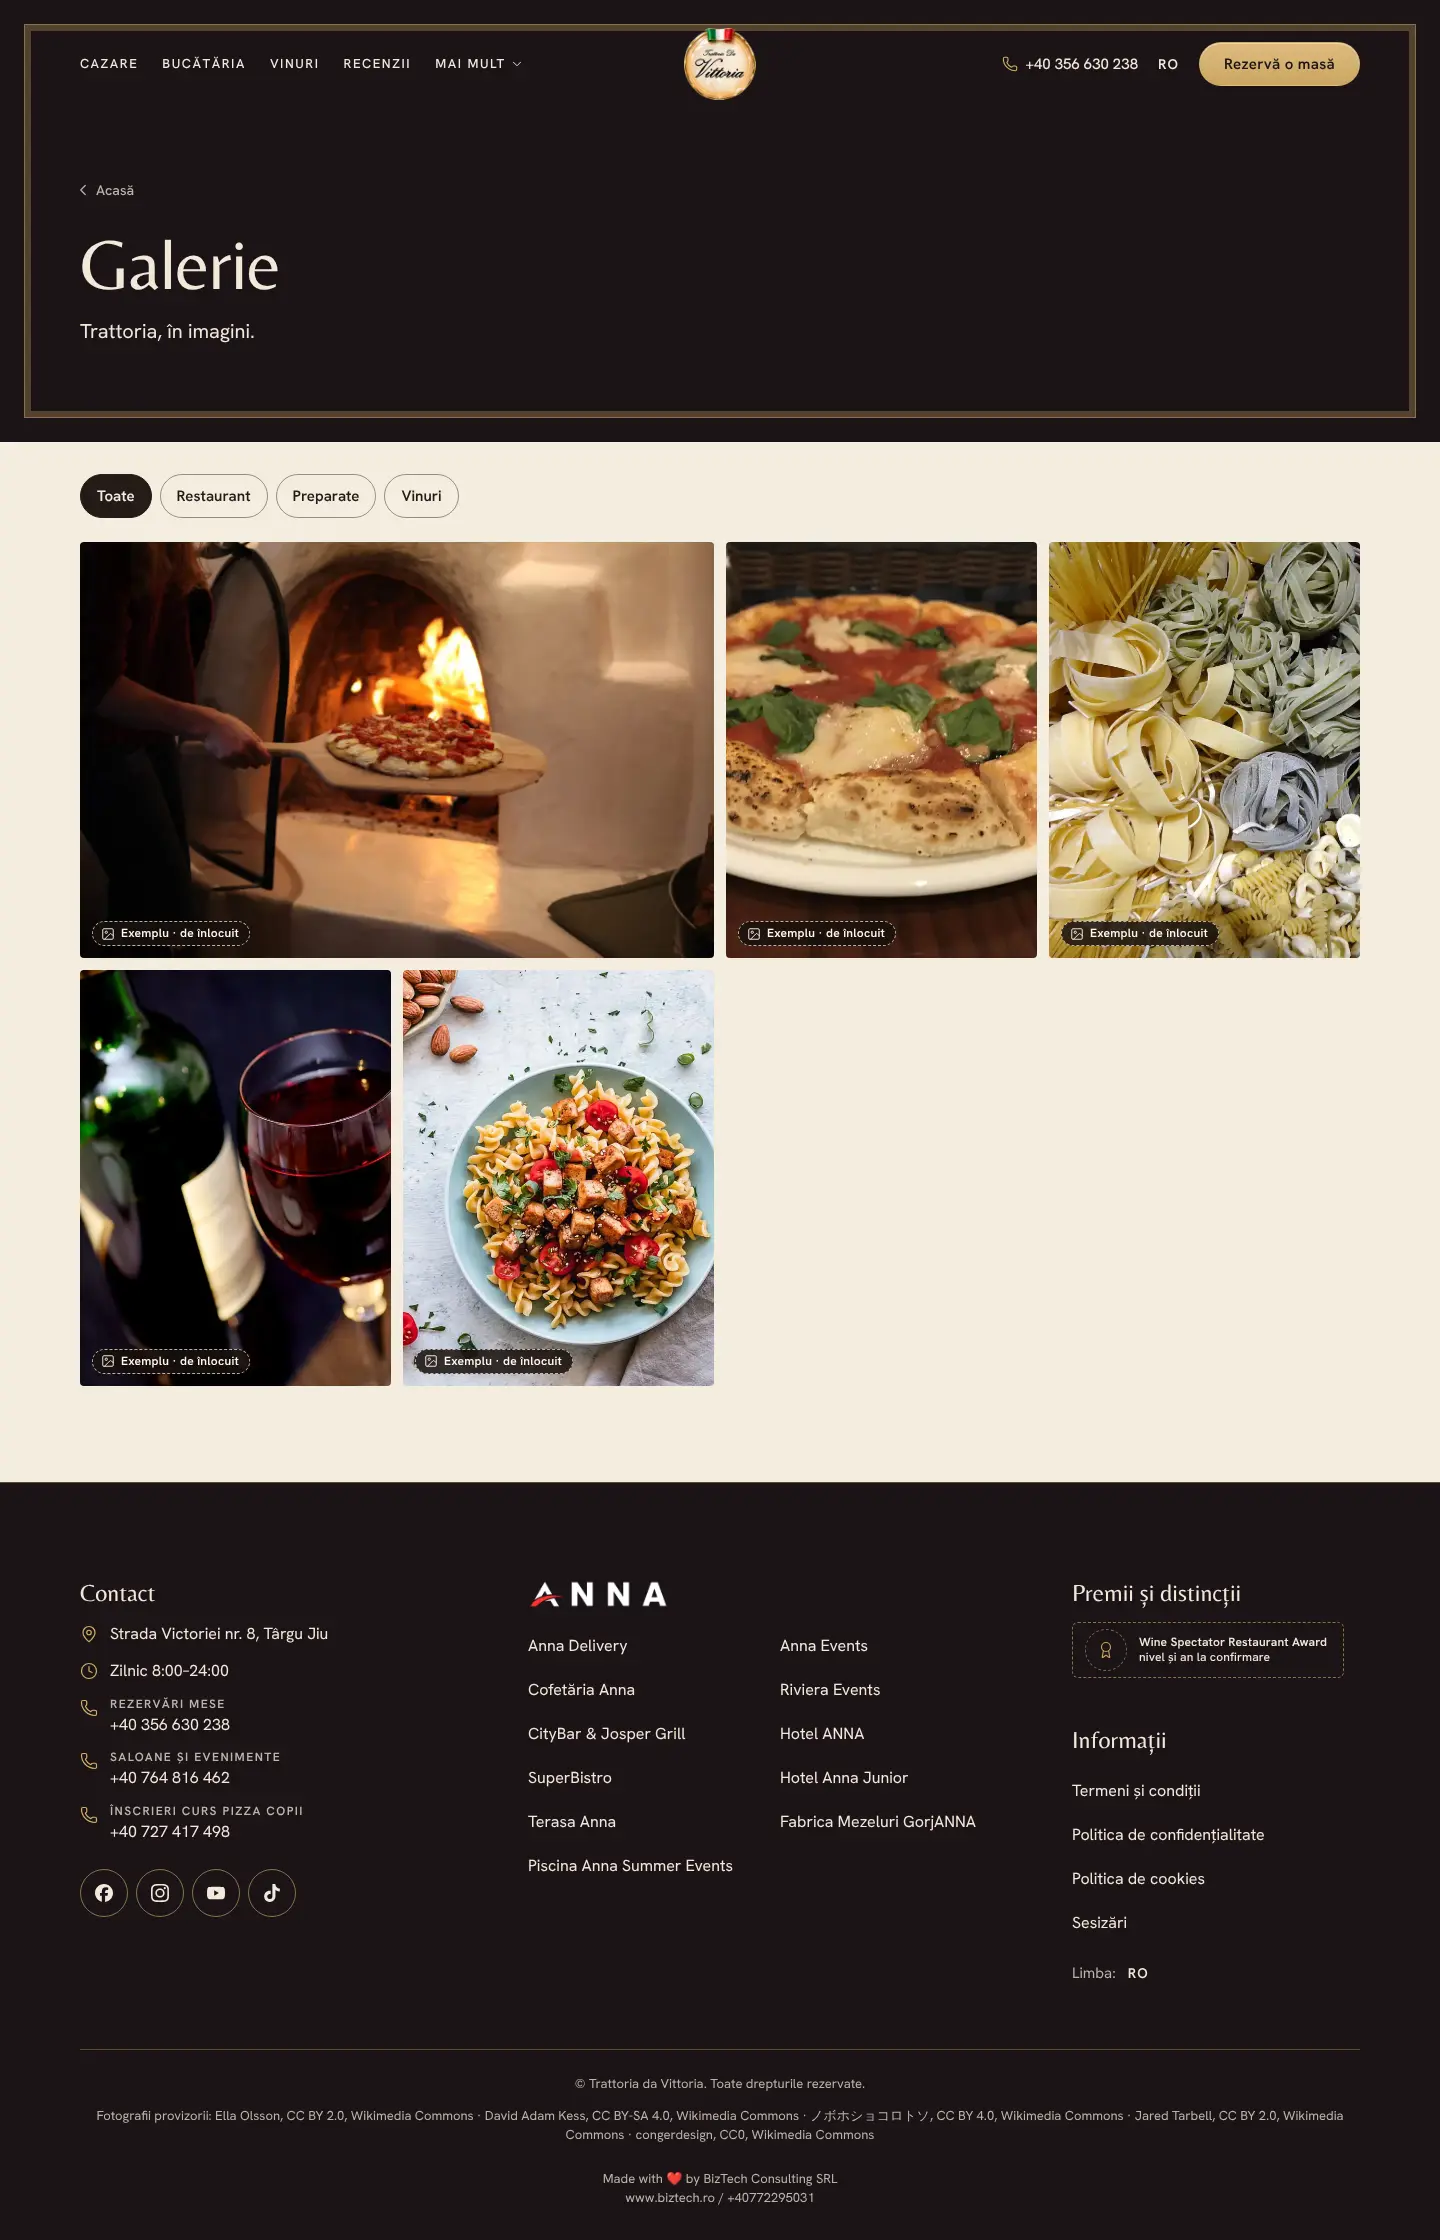 CAZARE BUCĂTĂRIA VINURI RECENZII MAI MULT
Trattoria Da
Vittoria
+40 356 630 238 RO Rezervă o masă
Acasă
Galerie
Trattoria, în imagini.
Toate Restaurant Preparate Vinuri
Exemplu · de înlocuit
Exemplu · de înlocuit
Exemplu · de înlocuit
Exemplu · de înlocuit
Exemplu · de înlocuit
Contact
Strada Victoriei nr. 8, Târgu Jiu
Zilnic 8:00–24:00
REZERVĂRI MESE
+40 356 630 238
SALOANE ȘI EVENIMENTE
+40 764 816 462
ÎNSCRIERI CURS PIZZA COPII
+40 727 417 498
ANNA
Anna Delivery
Cofetăria Anna
CityBar & Josper Grill
SuperBistro
Terasa Anna
Piscina Anna Summer Events
Anna Events
Riviera Events
Hotel ANNA
Hotel Anna Junior
Fabrica Mezeluri GorjANNA
Premii și distincții
Wine Spectator Restaurant Award
nivel și an la confirmare
Informații
Termeni și condiții
Politica de confidențialitate
Politica de cookies
Sesizări
Limba: RO
© Trattoria da Vittoria. Toate drepturile rezervate.
Fotografii provizorii: Ella Olsson, CC BY 2.0, Wikimedia Commons · David Adam Kess, CC BY-SA 4.0, Wikimedia Commons · ノボホショコロトソ, CC BY 4.0, Wikimedia Commons · Jared Tarbell, CC BY 2.0, Wikimedia
Commons · congerdesign, CC0, Wikimedia Commons
Made with ❤️ by BizTech Consulting SRL
www.biztech.ro / +40772295031